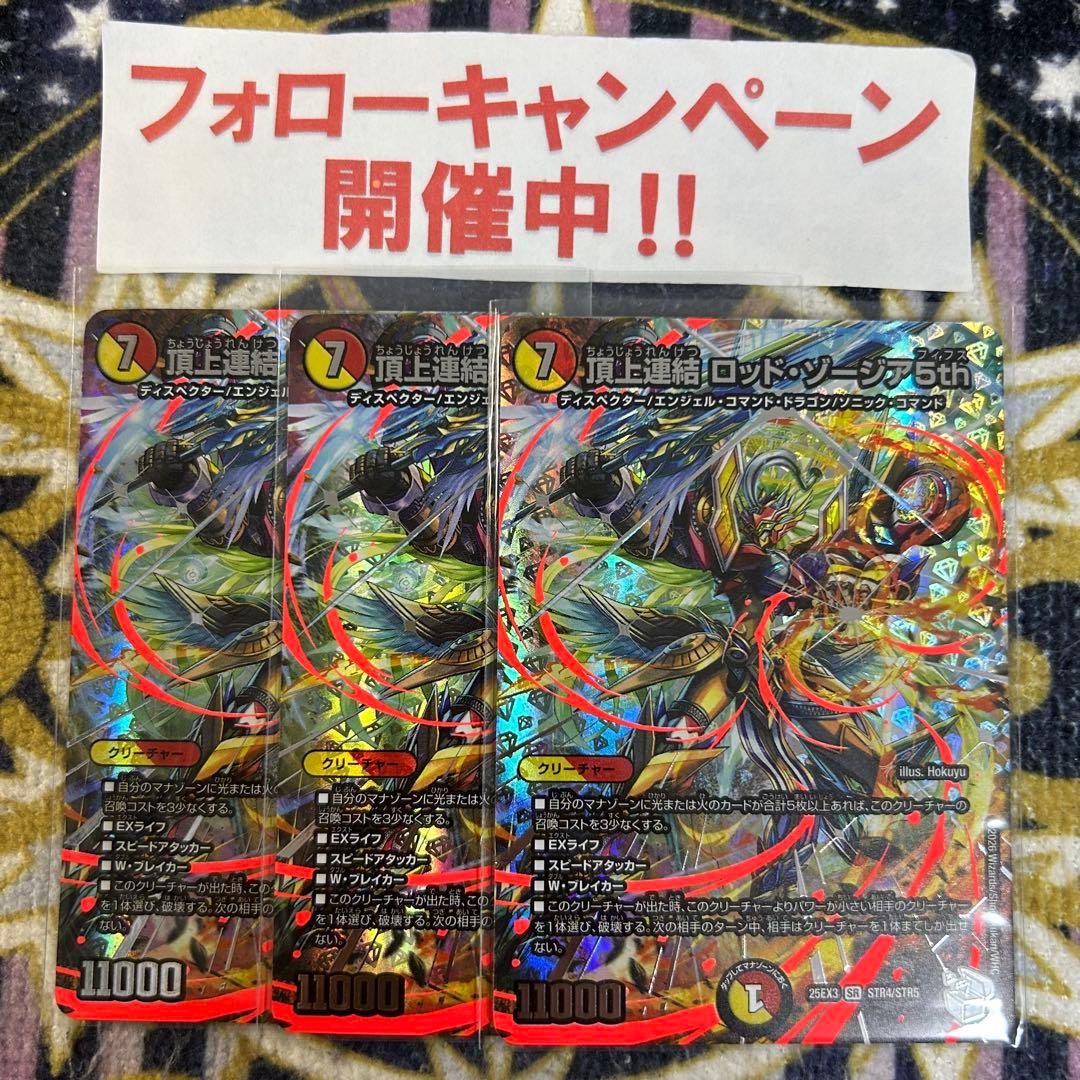 フォローキャンペーン
開催中!!
7
ちょうじょうれんけつ
頂上連結
ディスペクター/エンジェル
クリーチャー
■自分のマナゾーンに光または火の
召喚コストを3少なくする。
■EXライフ
■スピードアタッカー
■W・ブレイカー
■このクリーチャーが出た時、この
を1体選び、破壊する。次の相手の
ない。
11000
7
ちょうじょうれんけつ
頂上連結
ディスペクター/エンジェ
クリーチャー
■自分のマナゾーンに光または火
召喚コストを3少なくする。
■EXライフ
■スピードアタッカー
■W・ブレイカー
■このクリーチャーが出た時、
を1体選び、破壊する。次の相手の
ない。
11000
7
ちょうじょうれんけつ フィフス
頂上連結 ロッド・ゾージア5th
ディスペクター/エンジェル・コマンド・ドラゴン/ソニック・コマンド
クリーチャー
illus. Hokuyu
■自分のマナゾーンに光または火のカードが合計5枚以上あれば、このクリーチャーの
召喚コストを3少なくする。
■EXライフ
■スピードアタッカー
■W・ブレイカー
■このクリーチャーが出た時、このクリーチャーよりパワーが小さい相手のクリーチャー
を1体選び、破壊する。次の相手のターン中、相手はクリーチャーを1体までしか出せ
ない。
11000
タップしてマナゾーンにおく
1
25EX3 SR STR4/STR5